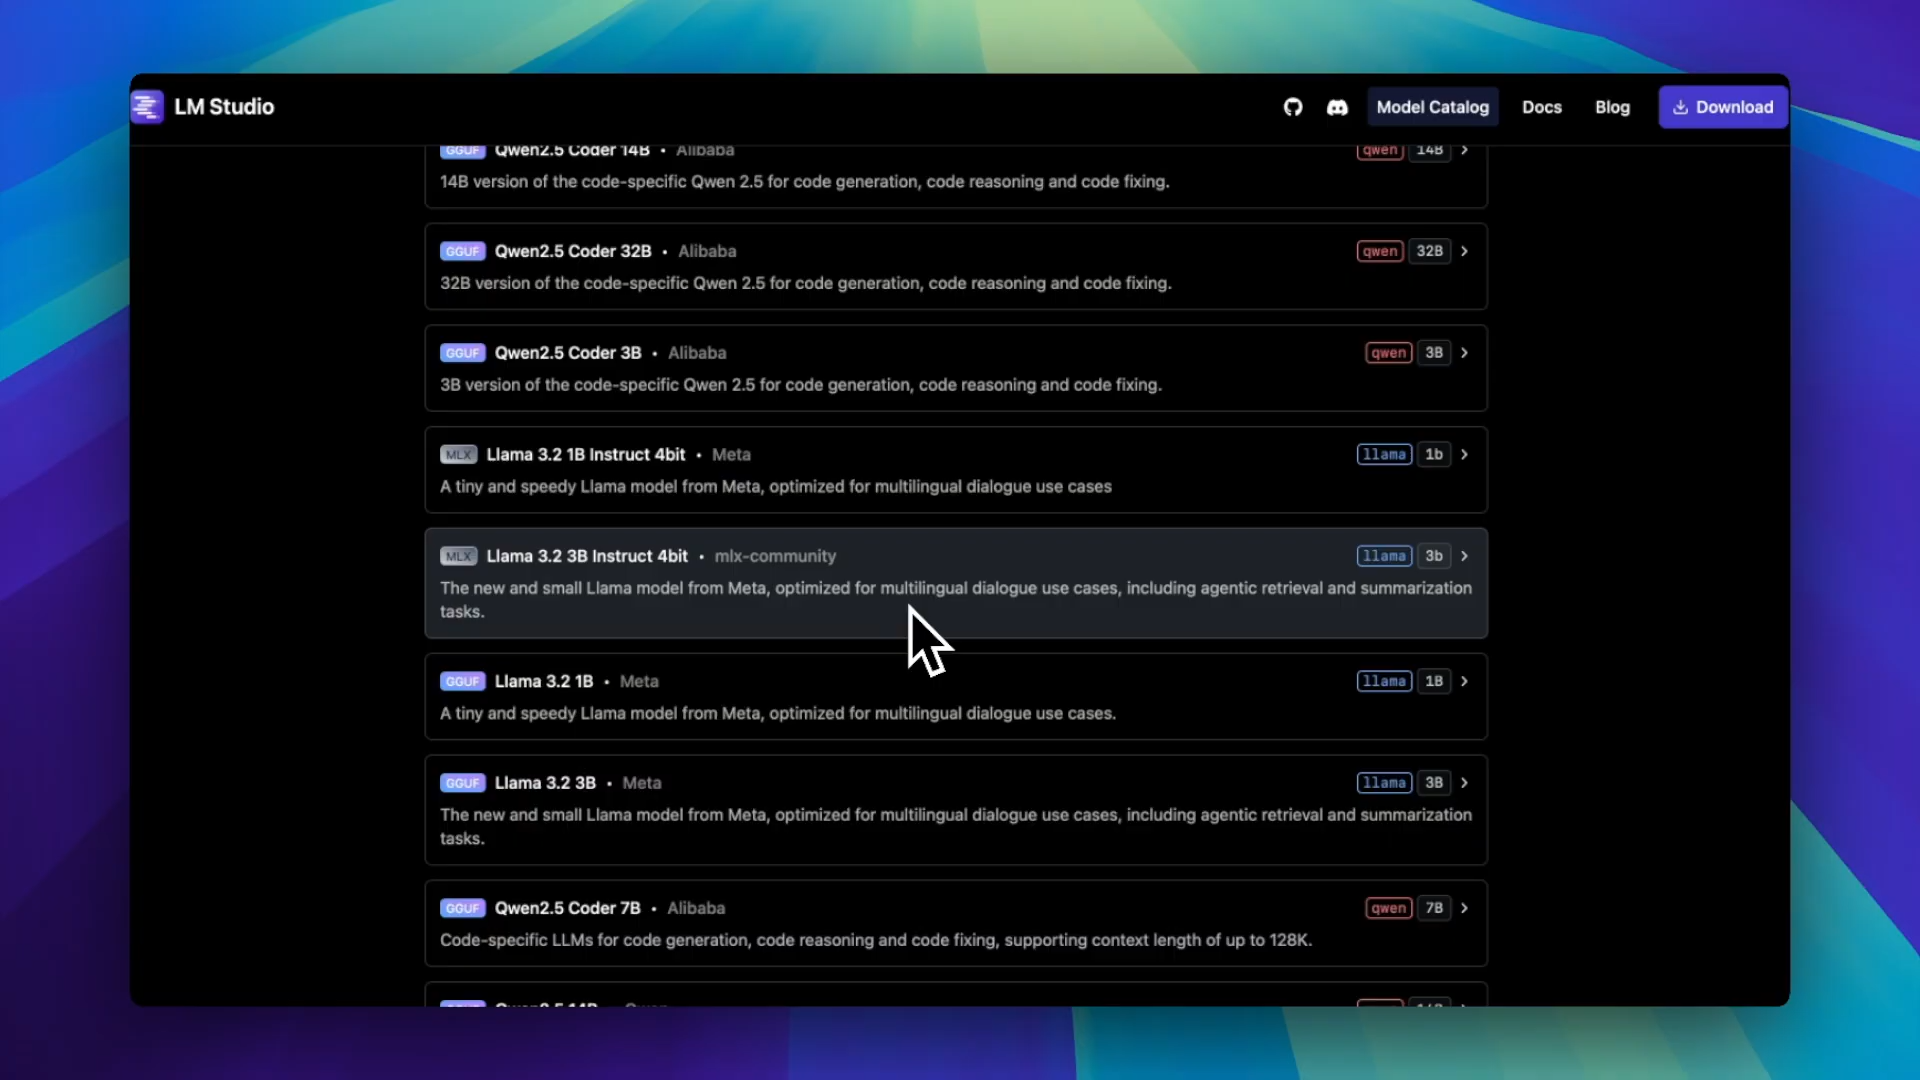 LM Studio
Model Catalog
Docs
Blog
Download
GGUF Qwen2.5 Coder 14B • Alibaba qwen 14B
14B version of the code-specific Qwen 2.5 for code generation, code reasoning and code fixing.
GGUF Qwen2.5 Coder 32B • Alibaba qwen 32B
32B version of the code-specific Qwen 2.5 for code generation, code reasoning and code fixing.
GGUF Qwen2.5 Coder 3B • Alibaba qwen 3B
3B version of the code-specific Qwen 2.5 for code generation, code reasoning and code fixing.
MLX Llama 3.2 1B Instruct 4bit • Meta llama 1b
A tiny and speedy Llama model from Meta, optimized for multilingual dialogue use cases
MLX Llama 3.2 3B Instruct 4bit • mlx-community llama 3b
The new and small Llama model from Meta, optimized for multilingual dialogue use cases, including agentic retrieval and summarization
tasks.
GGUF Llama 3.2 1B • Meta llama 1B
A tiny and speedy Llama model from Meta, optimized for multilingual dialogue use cases.
GGUF Llama 3.2 3B • Meta llama 3B
The new and small Llama model from Meta, optimized for multilingual dialogue use cases, including agentic retrieval and summarization
tasks.
GGUF Qwen2.5 Coder 7B • Alibaba qwen 7B
Code-specific LLMs for code generation, code reasoning and code fixing, supporting context length of up to 128K.